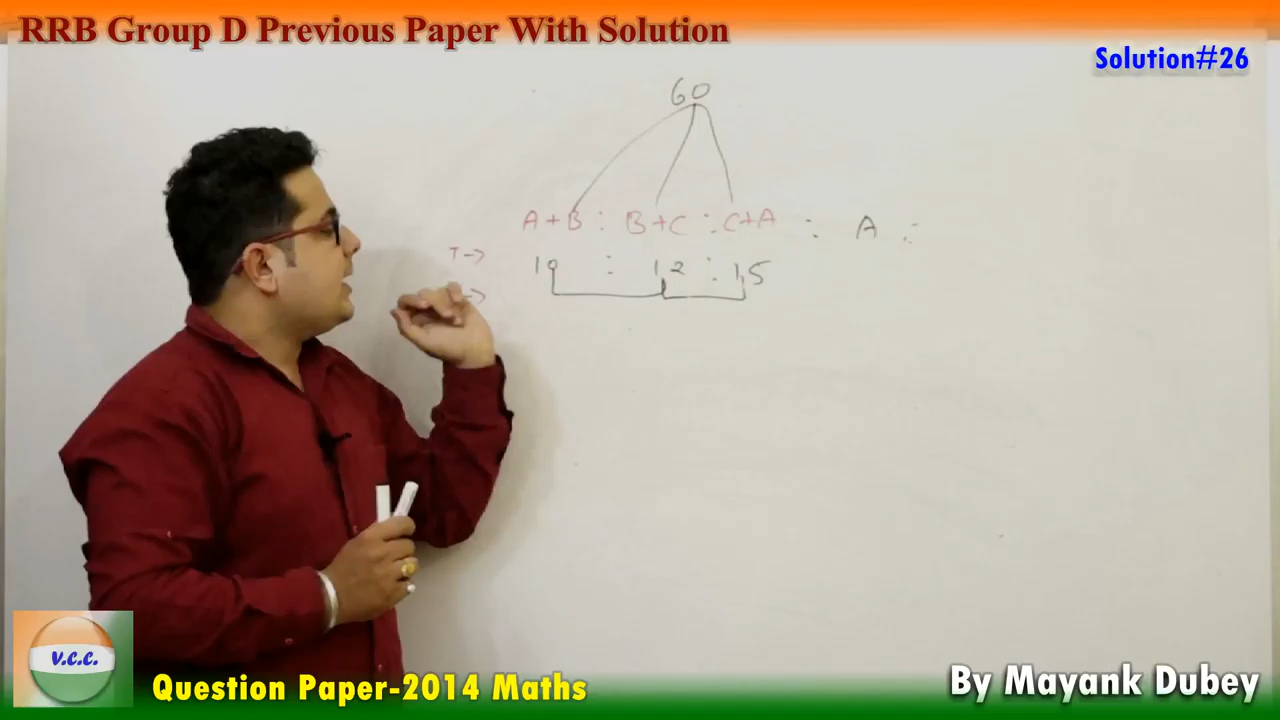 RRB Group D Previous Paper With Solution
Solution#26
60
A+B : B+C : C+A : A :
T→ 10 : 12 : 15
→
V.C.C.
Question Paper-2014 Maths
By Mayank Dubey